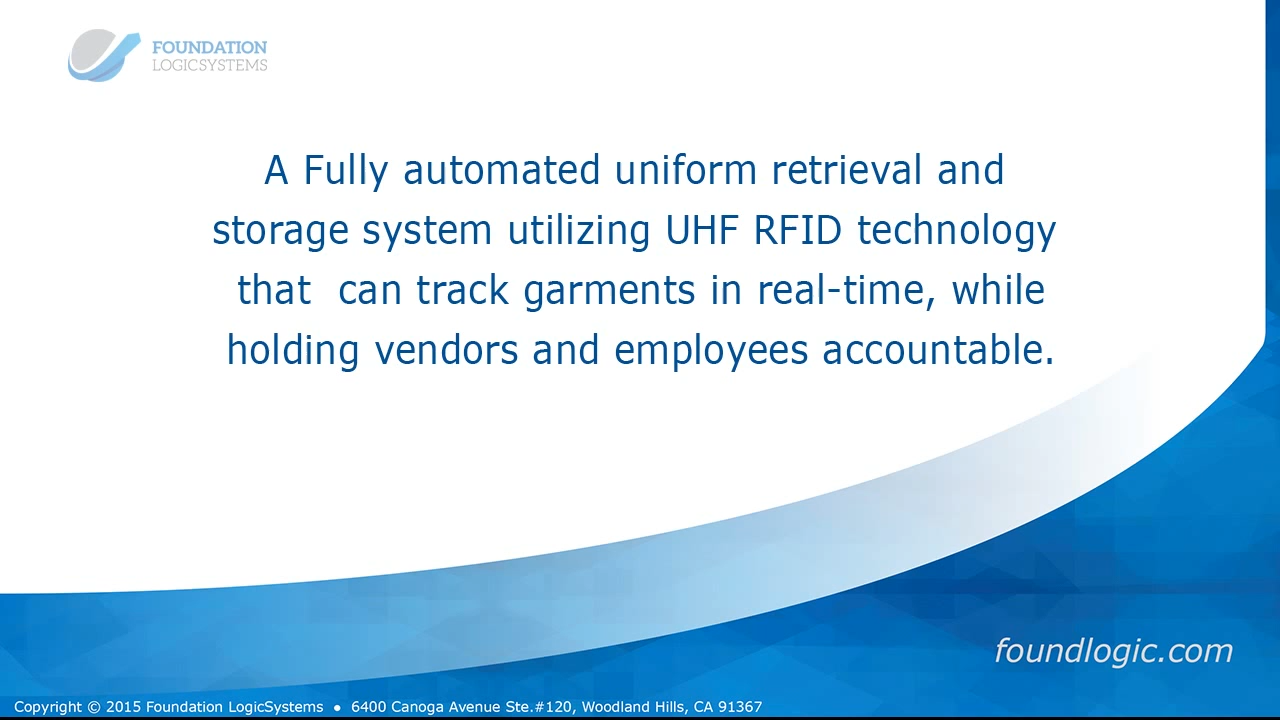 FOUNDATION
LOGICSYSTEMS
A Fully automated uniform retrieval and
storage system utilizing UHF RFID technology
that  can track garments in real-time, while
holding vendors and employees accountable.
foundlogic.com
Copyright © 2015 Foundation LogicSystems ● 6400 Canoga Avenue Ste.#120, Woodland Hills, CA 91367